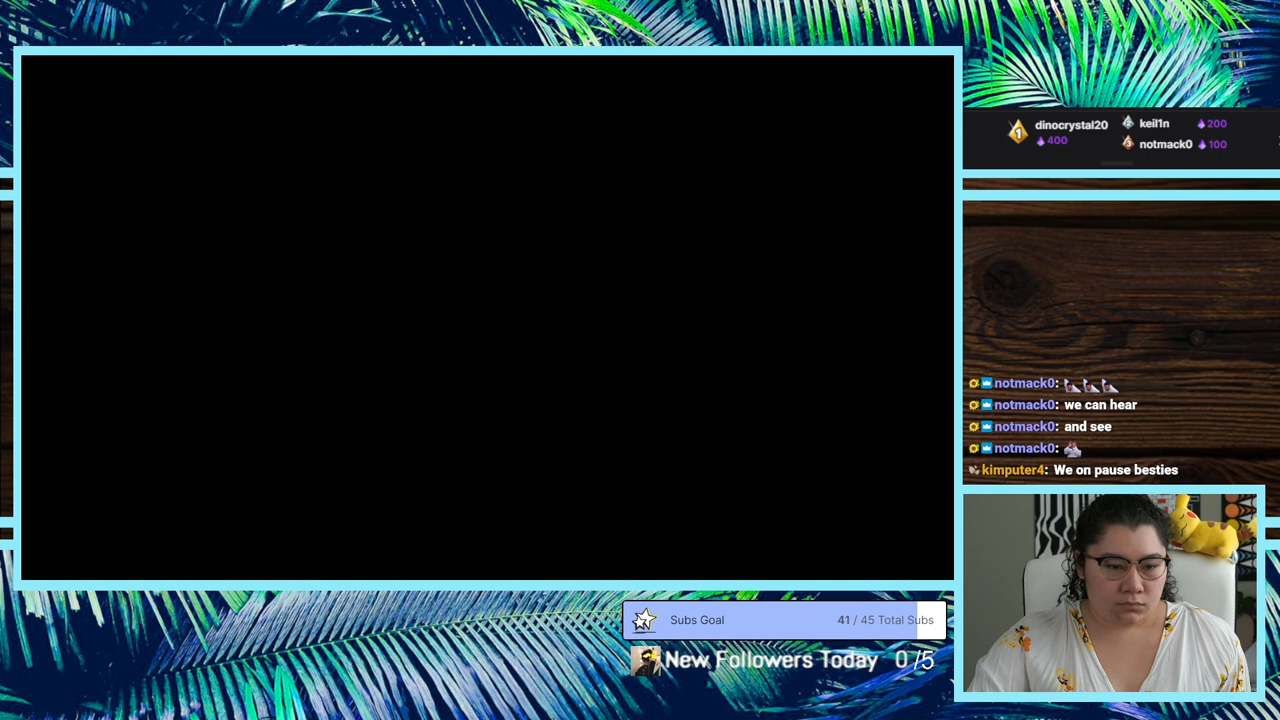 dinocrystal20
400
keil1n
200
notmack0
100
notmack0:
notmack0: we can hear
notmack0: and see
notmack0:
kimputer4: We on pause besties
Subs Goal
41 / 45 Total Subs
New Followers Today 0 /5